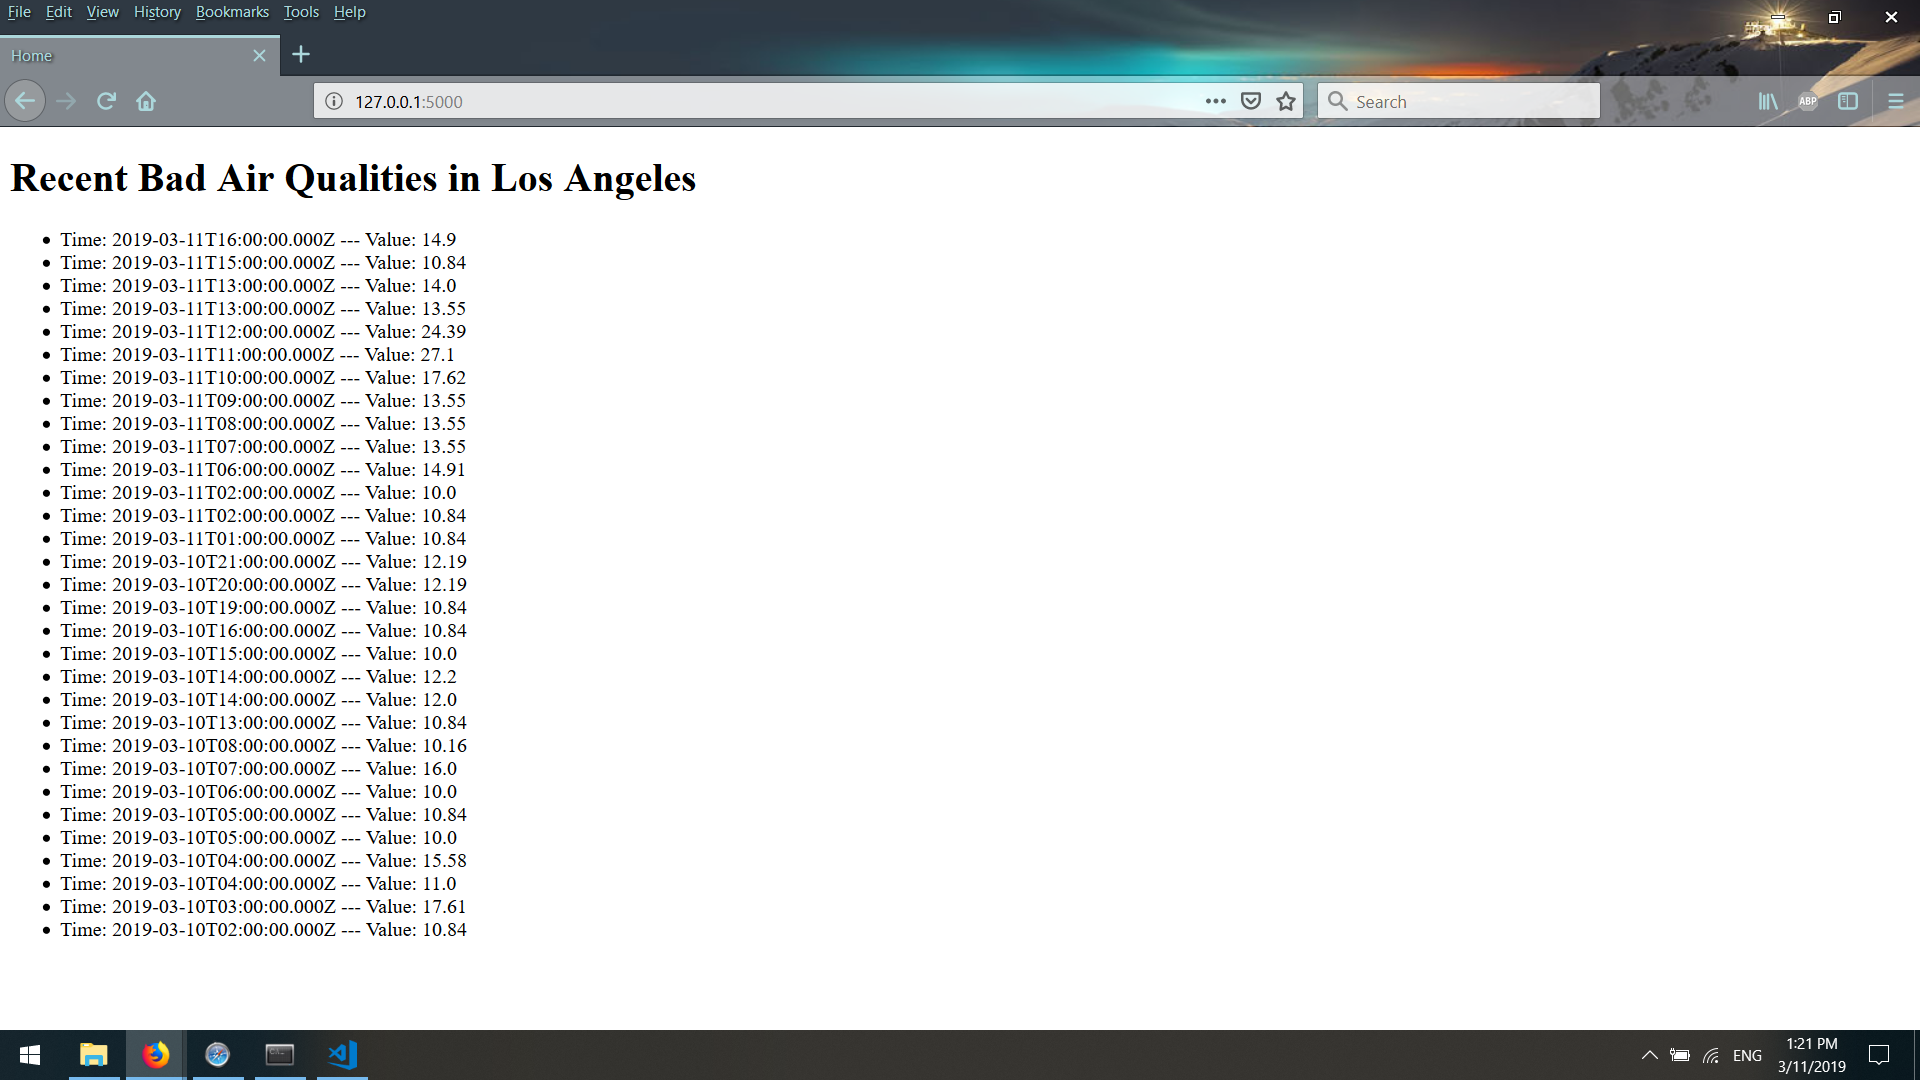 File Edit View History Bookmarks Tools Help
Home
127.0.0.1:5000
Search
ABP
Recent Bad Air Qualities in Los Angeles
Time: 2019-03-11T16:00:00.000Z --- Value: 14.9
Time: 2019-03-11T15:00:00.000Z --- Value: 10.84
Time: 2019-03-11T13:00:00.000Z --- Value: 14.0
Time: 2019-03-11T13:00:00.000Z --- Value: 13.55
Time: 2019-03-11T12:00:00.000Z --- Value: 24.39
Time: 2019-03-11T11:00:00.000Z --- Value: 27.1
Time: 2019-03-11T10:00:00.000Z --- Value: 17.62
Time: 2019-03-11T09:00:00.000Z --- Value: 13.55
Time: 2019-03-11T08:00:00.000Z --- Value: 13.55
Time: 2019-03-11T07:00:00.000Z --- Value: 13.55
Time: 2019-03-11T06:00:00.000Z --- Value: 14.91
Time: 2019-03-11T02:00:00.000Z --- Value: 10.0
Time: 2019-03-11T02:00:00.000Z --- Value: 10.84
Time: 2019-03-11T01:00:00.000Z --- Value: 10.84
Time: 2019-03-10T21:00:00.000Z --- Value: 12.19
Time: 2019-03-10T20:00:00.000Z --- Value: 12.19
Time: 2019-03-10T19:00:00.000Z --- Value: 10.84
Time: 2019-03-10T16:00:00.000Z --- Value: 10.84
Time: 2019-03-10T15:00:00.000Z --- Value: 10.0
Time: 2019-03-10T14:00:00.000Z --- Value: 12.2
Time: 2019-03-10T14:00:00.000Z --- Value: 12.0
Time: 2019-03-10T13:00:00.000Z --- Value: 10.84
Time: 2019-03-10T08:00:00.000Z --- Value: 10.16
Time: 2019-03-10T07:00:00.000Z --- Value: 16.0
Time: 2019-03-10T06:00:00.000Z --- Value: 10.0
Time: 2019-03-10T05:00:00.000Z --- Value: 10.84
Time: 2019-03-10T05:00:00.000Z --- Value: 10.0
Time: 2019-03-10T04:00:00.000Z --- Value: 15.58
Time: 2019-03-10T04:00:00.000Z --- Value: 11.0
Time: 2019-03-10T03:00:00.000Z --- Value: 17.61
Time: 2019-03-10T02:00:00.000Z --- Value: 10.84
ENG
1:21 PM
3/11/2019